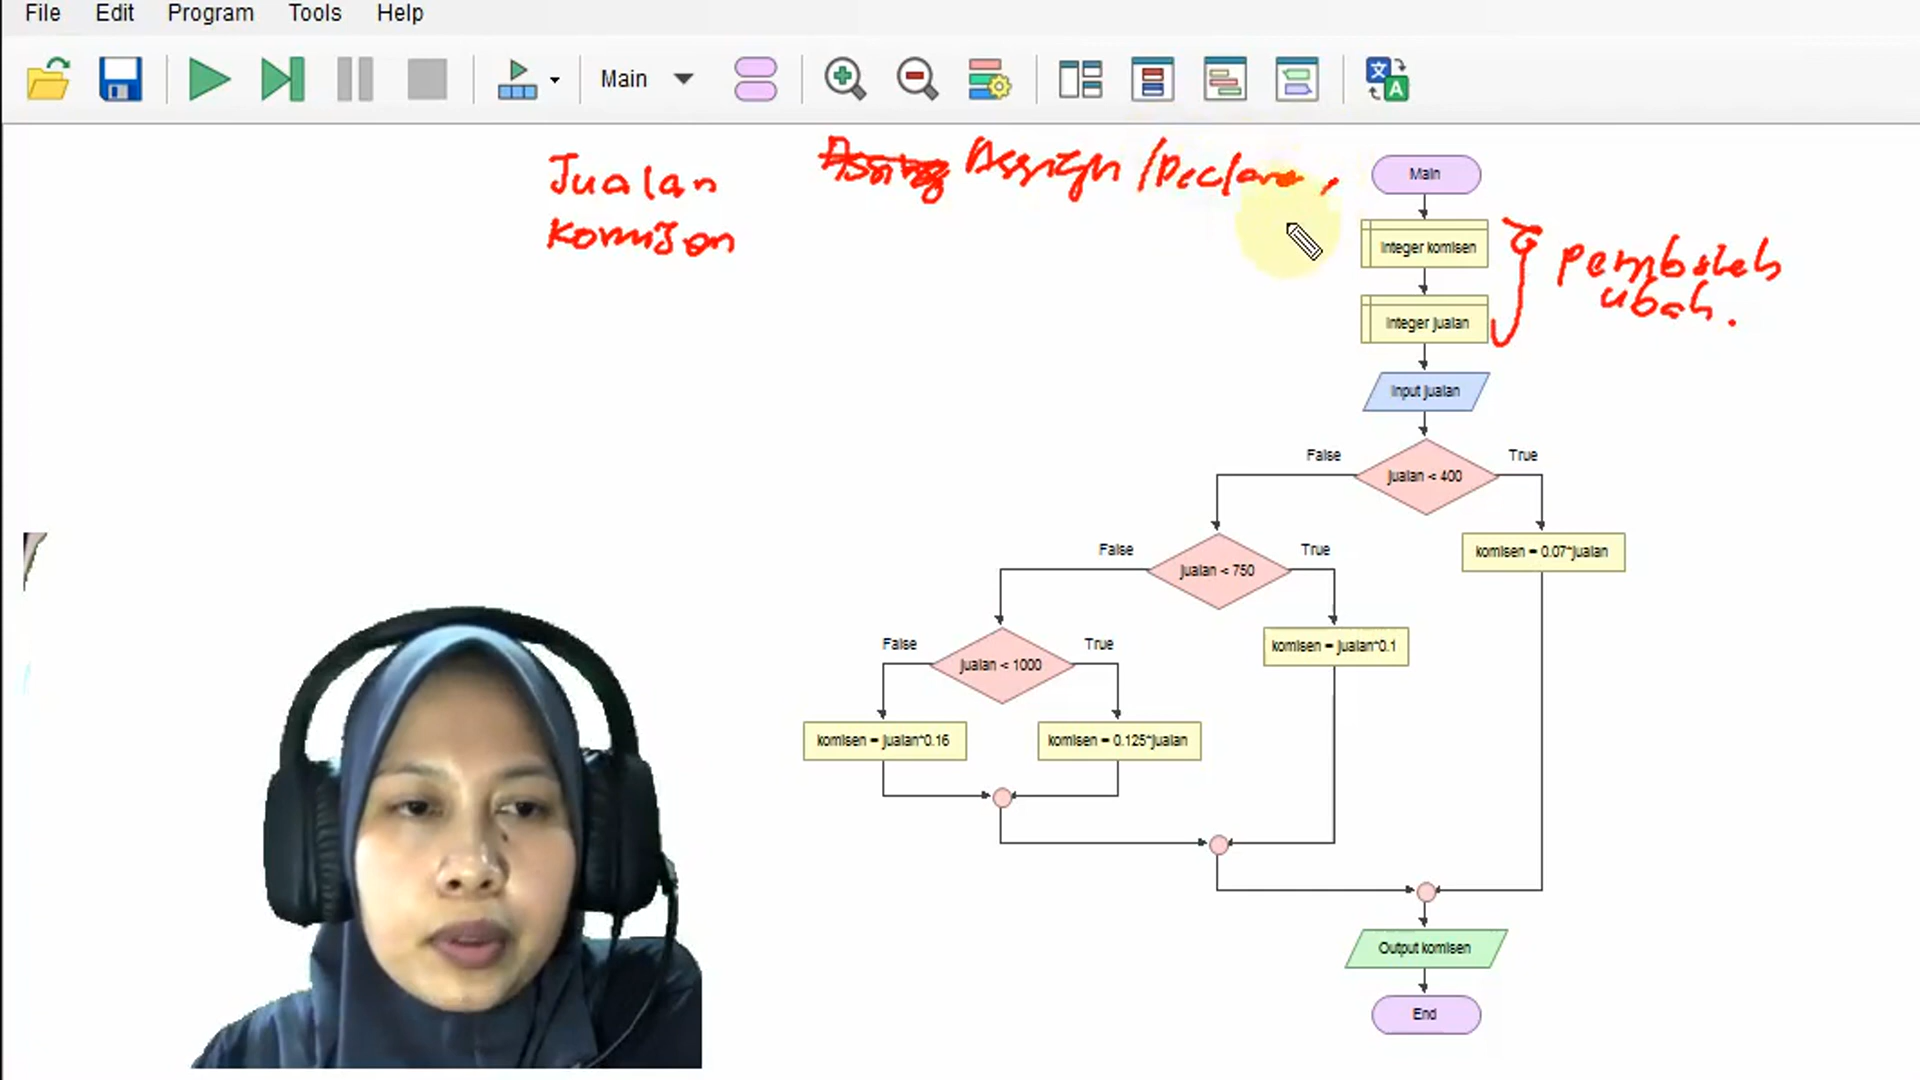 File Edit Program Tools Help
Main
Jualan
Komisen
Assign / Declare,
Main
Integer komisen
Integer jualan
pemboleh
ubah.
Input jualan
False True
jualan < 400
False True
jualan < 750
komisen = 0.07*jualan
False True
jualan < 1000
komisen = jualan*0.1
komisen = jualan*0.16
komisen = 0.125*jualan
Output komisen
End